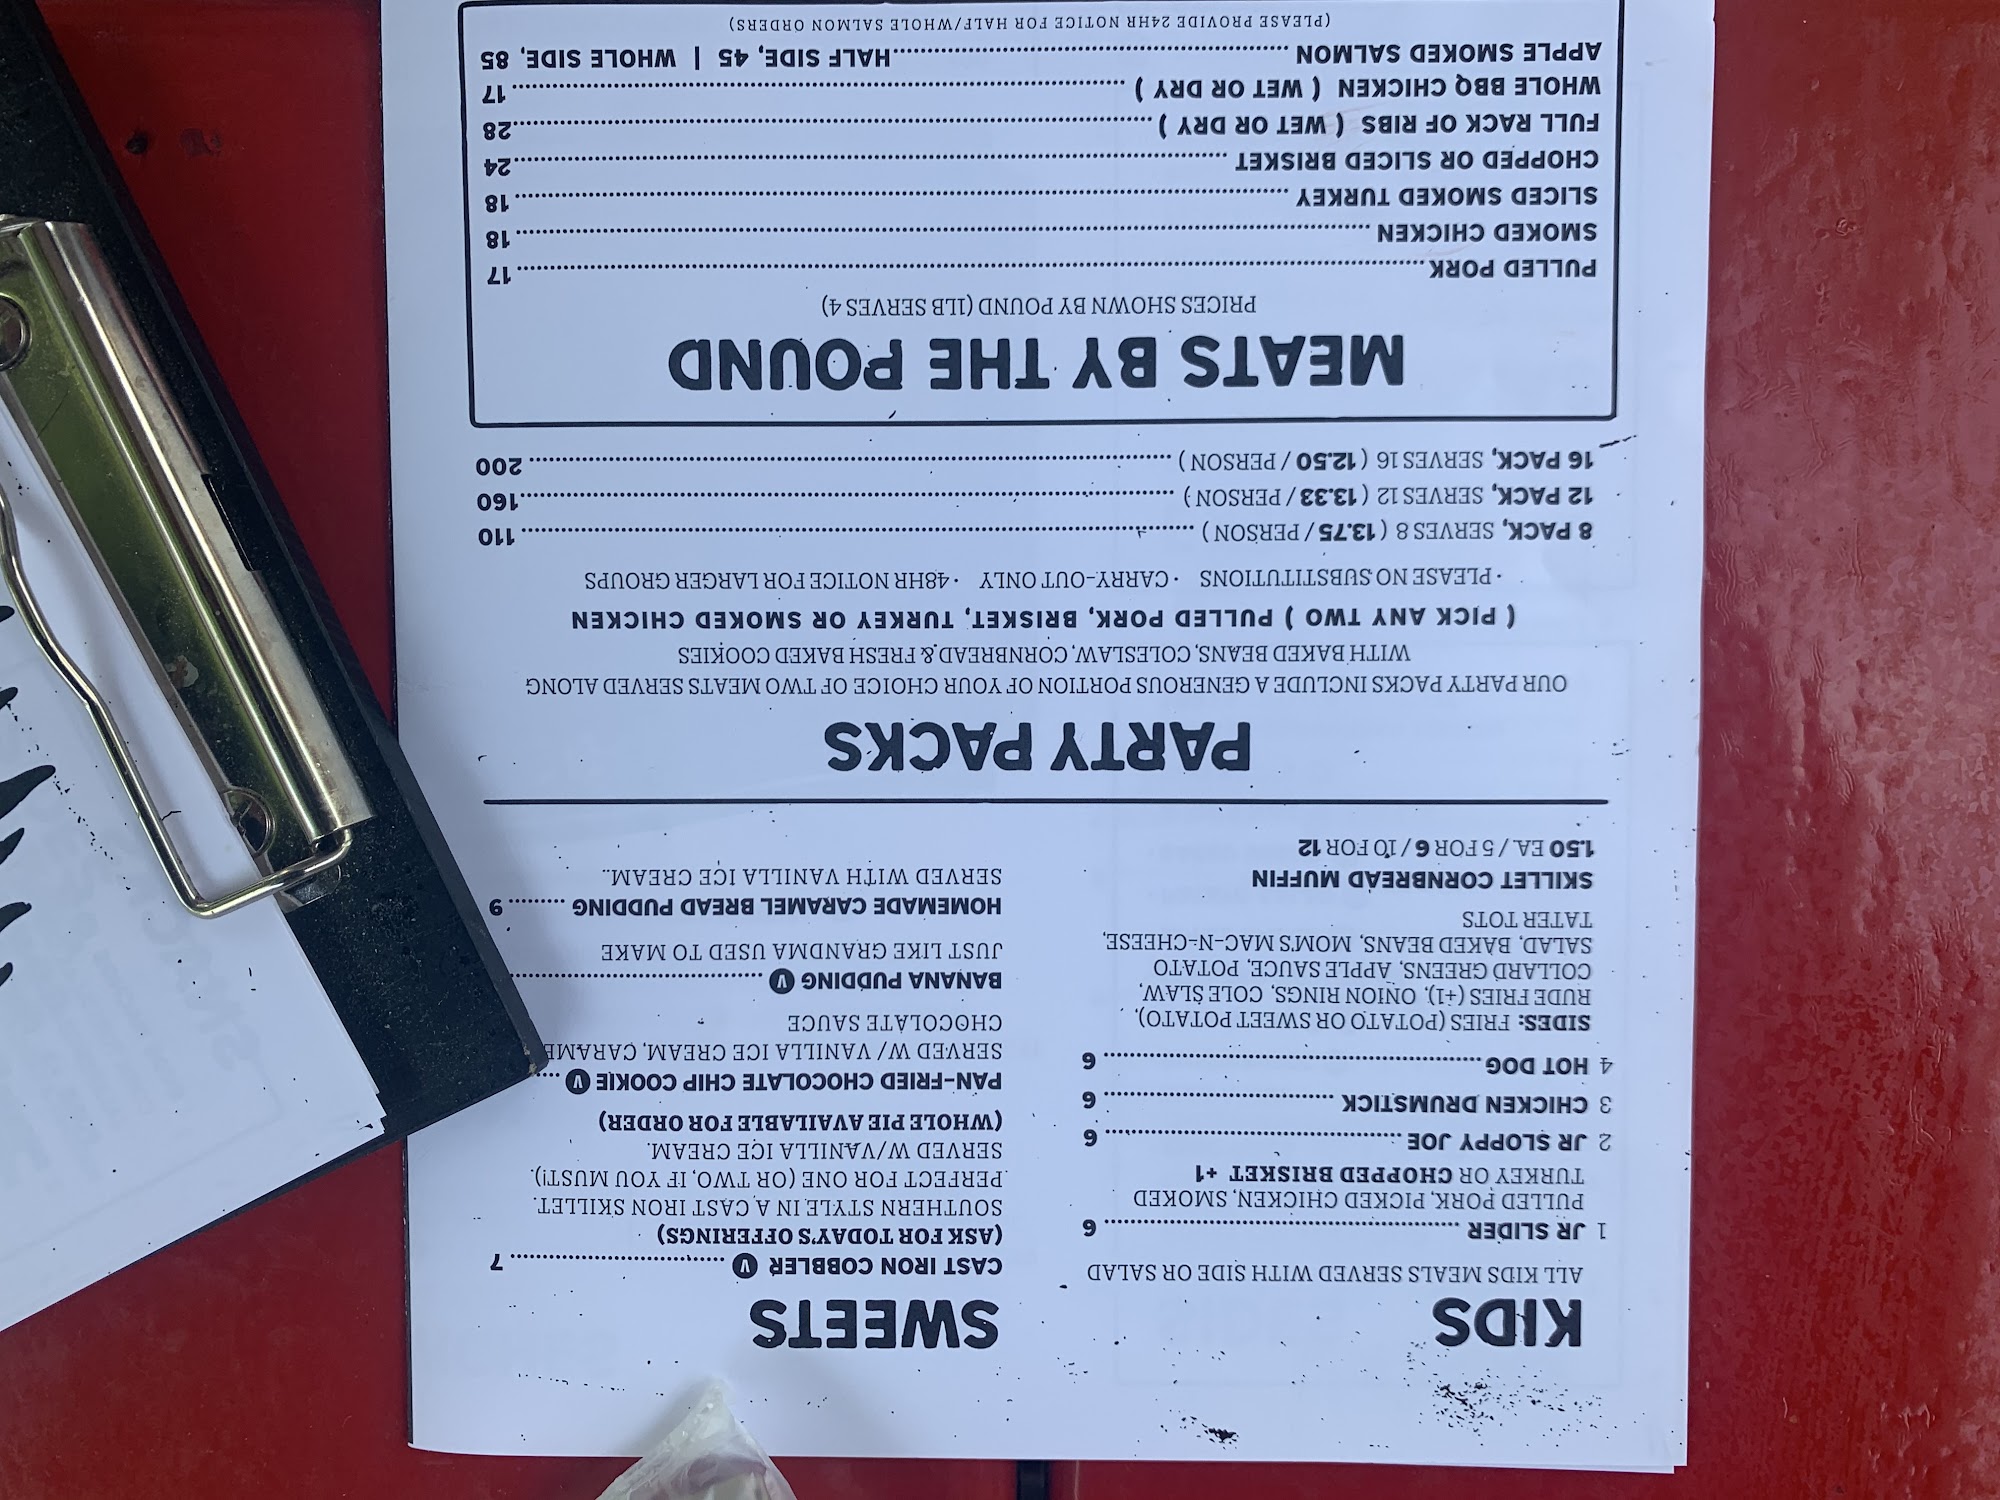 KIDS
ALL KIDS MEALS SERVED WITH SIDE OR SALAD
1 JR SLIDER 6
PULLED PORK, PICKED CHICKEN, SMOKED
TURKEY OR CHOPPED BRISKET +1
2 JR SLOPPY JOE 6
3 CHICKEN DRUMSTICK 6
4 HOT DOG 6
SIDES: FRIES (POTATO OR SWEET POTATO),
RUDE FRIES (+1), ONION RINGS, COLE SLAW,
COLLARD GREENS, APPLE SAUCE, POTATO
SALAD, BAKED BEANS, MOM'S MAC-N-CHEESE,
TATER TOTS
SKILLET CORNBREAD MUFFIN
1.50 EA. / 5 FOR 6 / 10 FOR 12
SWEETS
CAST IRON COBBLER V 7
(ASK FOR TODAY'S OFFERINGS)
SOUTHERN STYLE IN A CAST IRON SKILLET.
PERFECT FOR ONE (OR TWO, IF YOU MUST!).
SERVED W/VANILLA ICE CREAM.
(WHOLE PIE AVAILABLE FOR ORDER)
PAN-FRIED CHOCOLATE CHIP COOKIE V
SERVED W/ VANILLA ICE CREAM, CARAME
CHOCOLATE SAUCE
BANANA PUDDING V
JUST LIKE GRANDMA USED TO MAKE
HOMEMADE CARAMEL BREAD PUDDING 9
SERVED WITH VANILLA ICE CREAM.
PARTY PACKS
OUR PARTY PACKS INCLUDE A GENEROUS PORTION OF YOUR CHOICE OF TWO MEATS SERVED ALONG
WITH BAKED BEANS, COLESLAW, CORNBREAD & FRESH BAKED COOKIES
( PICK ANY TWO ) PULLED PORK, BRISKET, TURKEY OR SMOKED CHICKEN
· PLEASE NO SUBSTITUTIONS · CARRY-OUT ONLY · 48HR NOTICE FOR LARGER GROUPS
8 PACK, SERVES 8 ( 13.75 / PERSON ) 110
12 PACK, SERVES 12 ( 13.33 / PERSON ) 160
16 PACK, SERVES 16 ( 12.50 / PERSON ) 200
MEATS BY THE POUND
PRICES SHOWN BY POUND (1LB SERVES 4)
PULLED PORK 17
SMOKED CHICKEN 18
SLICED SMOKED TURKEY 18
CHOPPED OR SLICED BRISKET 24
FULL RACK OF RIBS ( WET OR DRY ) 28
WHOLE BBQ CHICKEN ( WET OR DRY ) 17
APPLE SMOKED SALMON HALF SIDE, 45 | WHOLE SIDE, 85
(PLEASE PROVIDE 24HR NOTICE FOR HALF/WHOLE SALMON ORDERS)